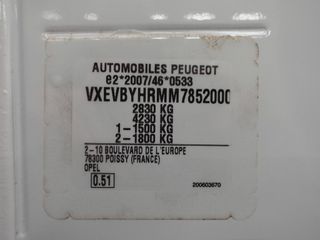 AUTOMOBILES PEUGEOT
e2*2007/46*0533
VXEVBYHRMM7852000
2830 KG
4230 KG
1-1500 KG
2-1800 KG
2-10 BOULEVARD DE L'EUROPE
78300 POISSY (FRANCE)
OPEL
0.51
200603670